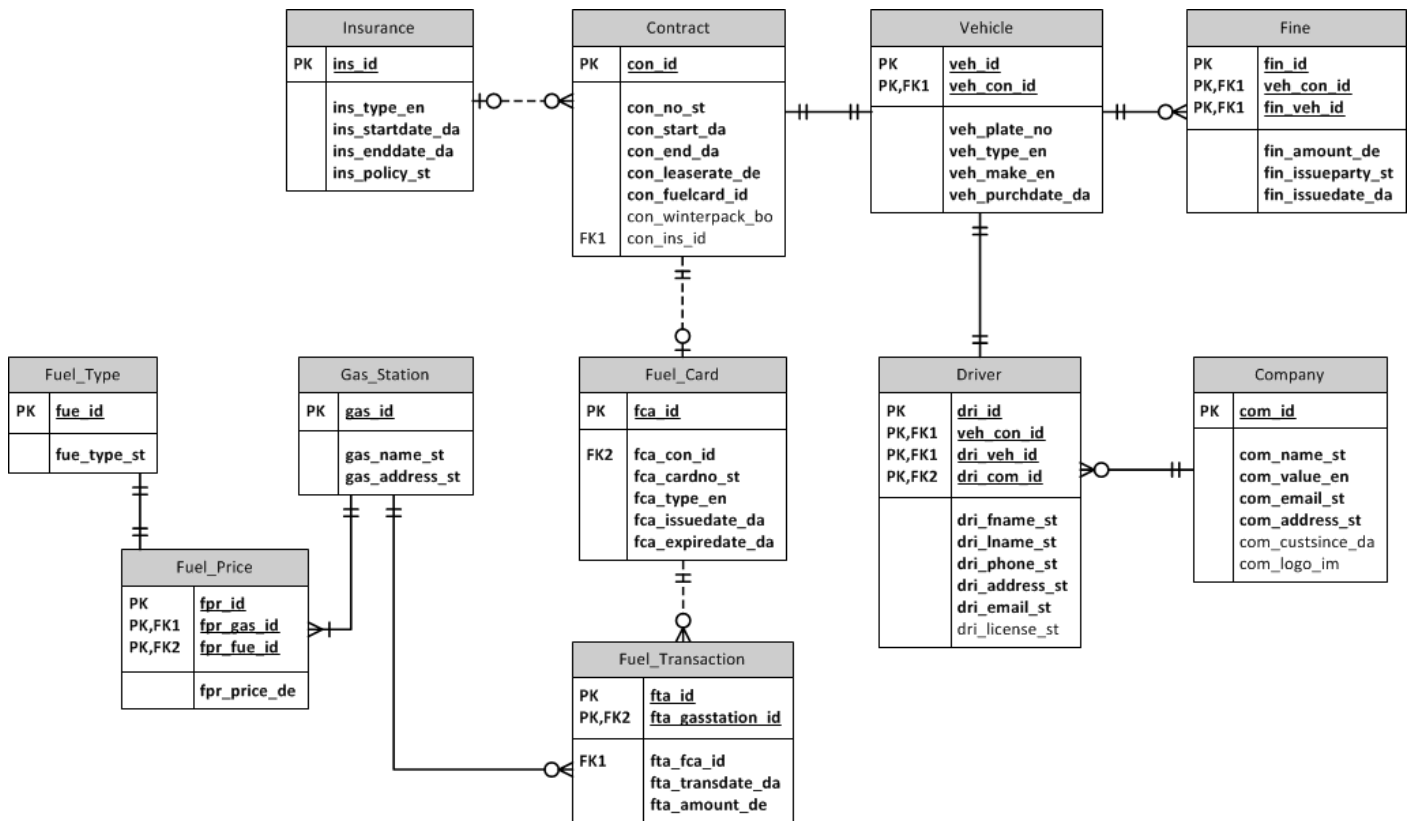 Insurance
PK ins_id
ins_type_en
ins_startdate_da
ins_enddate_da
ins_policy_st
Contract
PK con_id
con_no_st
con_start_da
con_end_da
con_leaserate_de
con_fuelcard_id
con_winterpack_bo
FK1 con_ins_id
Vehicle
PK veh_id
PK,FK1 veh_con_id
veh_plate_no
veh_type_en
veh_make_en
veh_purchdate_da
Fine
PK fin_id
PK,FK1 veh_con_id
PK,FK1 fin_veh_id
fin_amount_de
fin_issueparty_st
fin_issuedate_da
Fuel_Type
PK fue_id
fue_type_st
Gas_Station
PK gas_id
gas_name_st
gas_address_st
Fuel_Card
PK fca_id
FK2 fca_con_id
fca_cardno_st
fca_type_en
fca_issuedate_da
fca_expiredate_da
Driver
PK dri_id
PK,FK1 veh_con_id
PK,FK1 dri_veh_id
PK,FK2 dri_com_id
dri_fname_st
dri_lname_st
dri_phone_st
dri_address_st
dri_email_st
dri_license_st
Company
PK com_id
com_name_st
com_value_en
com_email_st
com_address_st
com_custsince_da
com_logo_im
Fuel_Price
PK fpr_id
PK,FK1 fpr_gas_id
PK,FK2 fpr_fue_id
fpr_price_de
Fuel_Transaction
PK fta_id
PK,FK2 fta_gasstation_id
FK1 fta_fca_id
fta_transdate_da
fta_amount_de